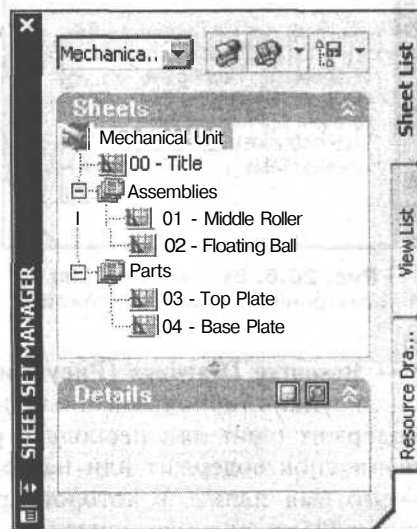 Mechanica..
Sheets
Mechanical Unit
00 - Title
Assemblies
01 - Middle Roller
02 - Floating Ball
Parts
03 - Top Plate
04 - Base Plate
Details
SHEET SET MANAGER
Sheet List
View List
Resource Dra...